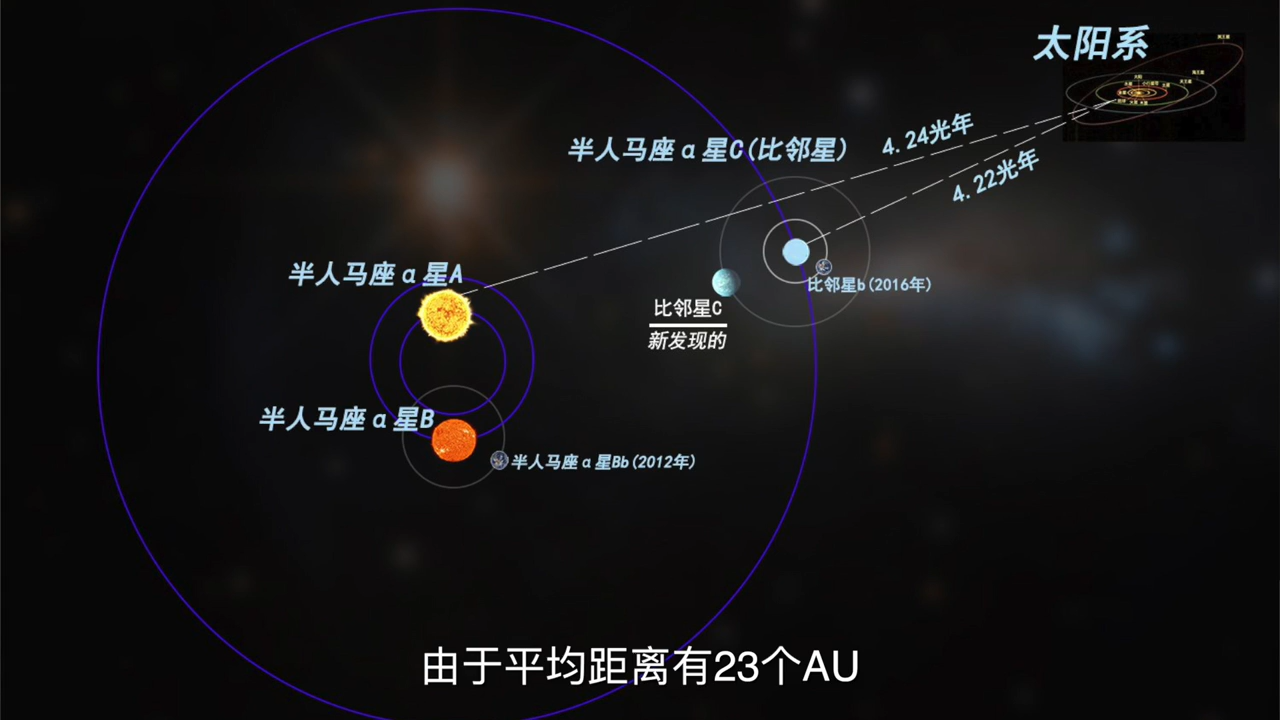 太阳系
4.24光年
半人马座α星C(比邻星)
4.22光年
半人马座α星A
比邻星b(2016年)
比邻星C
新发现的
半人马座α星B
半人马座α星Bb(2012年)
由于平均距离有23个AU